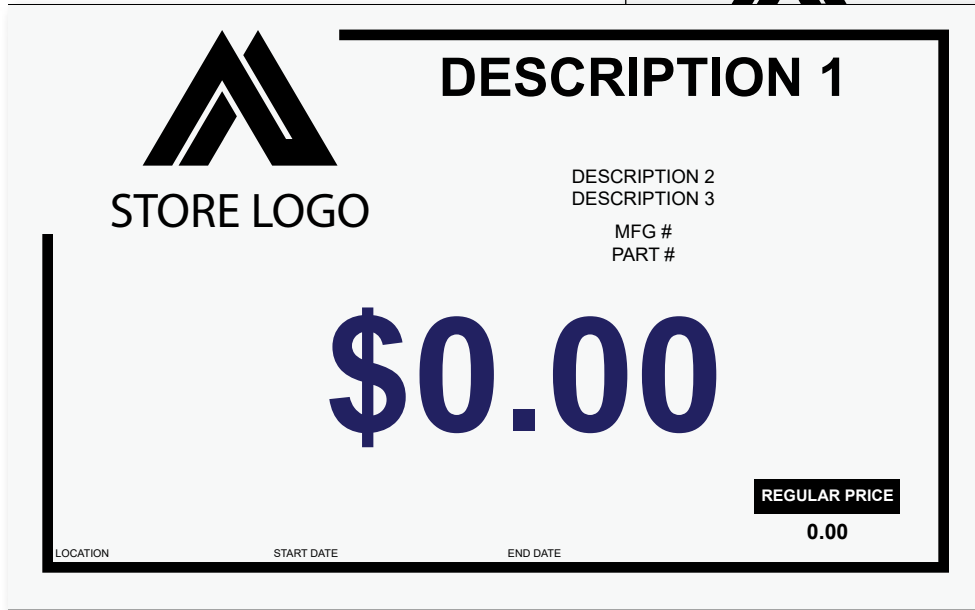 DESCRIPTION 1
STORE LOGO
DESCRIPTION 2
DESCRIPTION 3
MFG #
PART #
$0.00
REGULAR PRICE
0.00
LOCATION
START DATE
END DATE